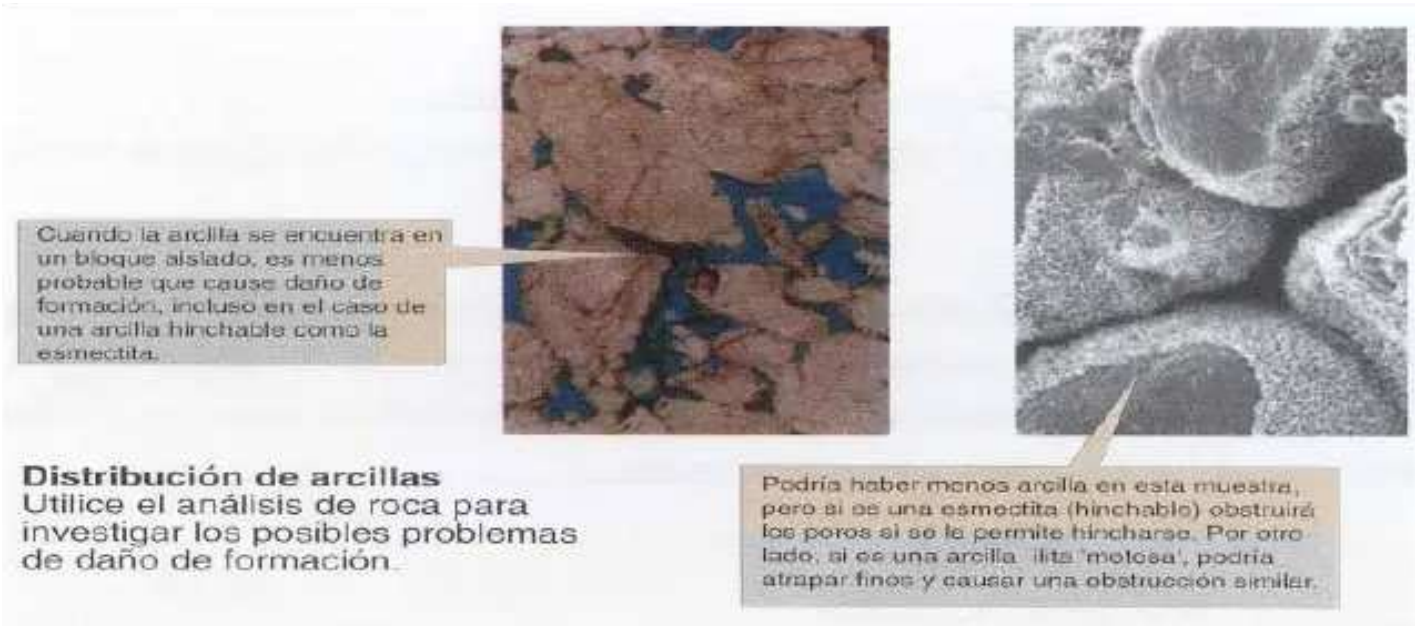 Cuando la arcilla se encuentra en
un bloque aislado, es menos
probable que cause daño de
formación, incluso en el caso de
una arcilla hinchable como la
esmectita.
Distribución de arcillas
Utilice el análisis de roca para
investigar los posibles problemas
de daño de formación.
Podría haber menos arcilla en esta muestra,
pero si es una esmectita (hinchable) obstruirá
los poros si se le permite hincharse. Por otro
lado, si es una arcilla ilita 'motosa', podría
atrapar finos y causar una obstrucción similar.